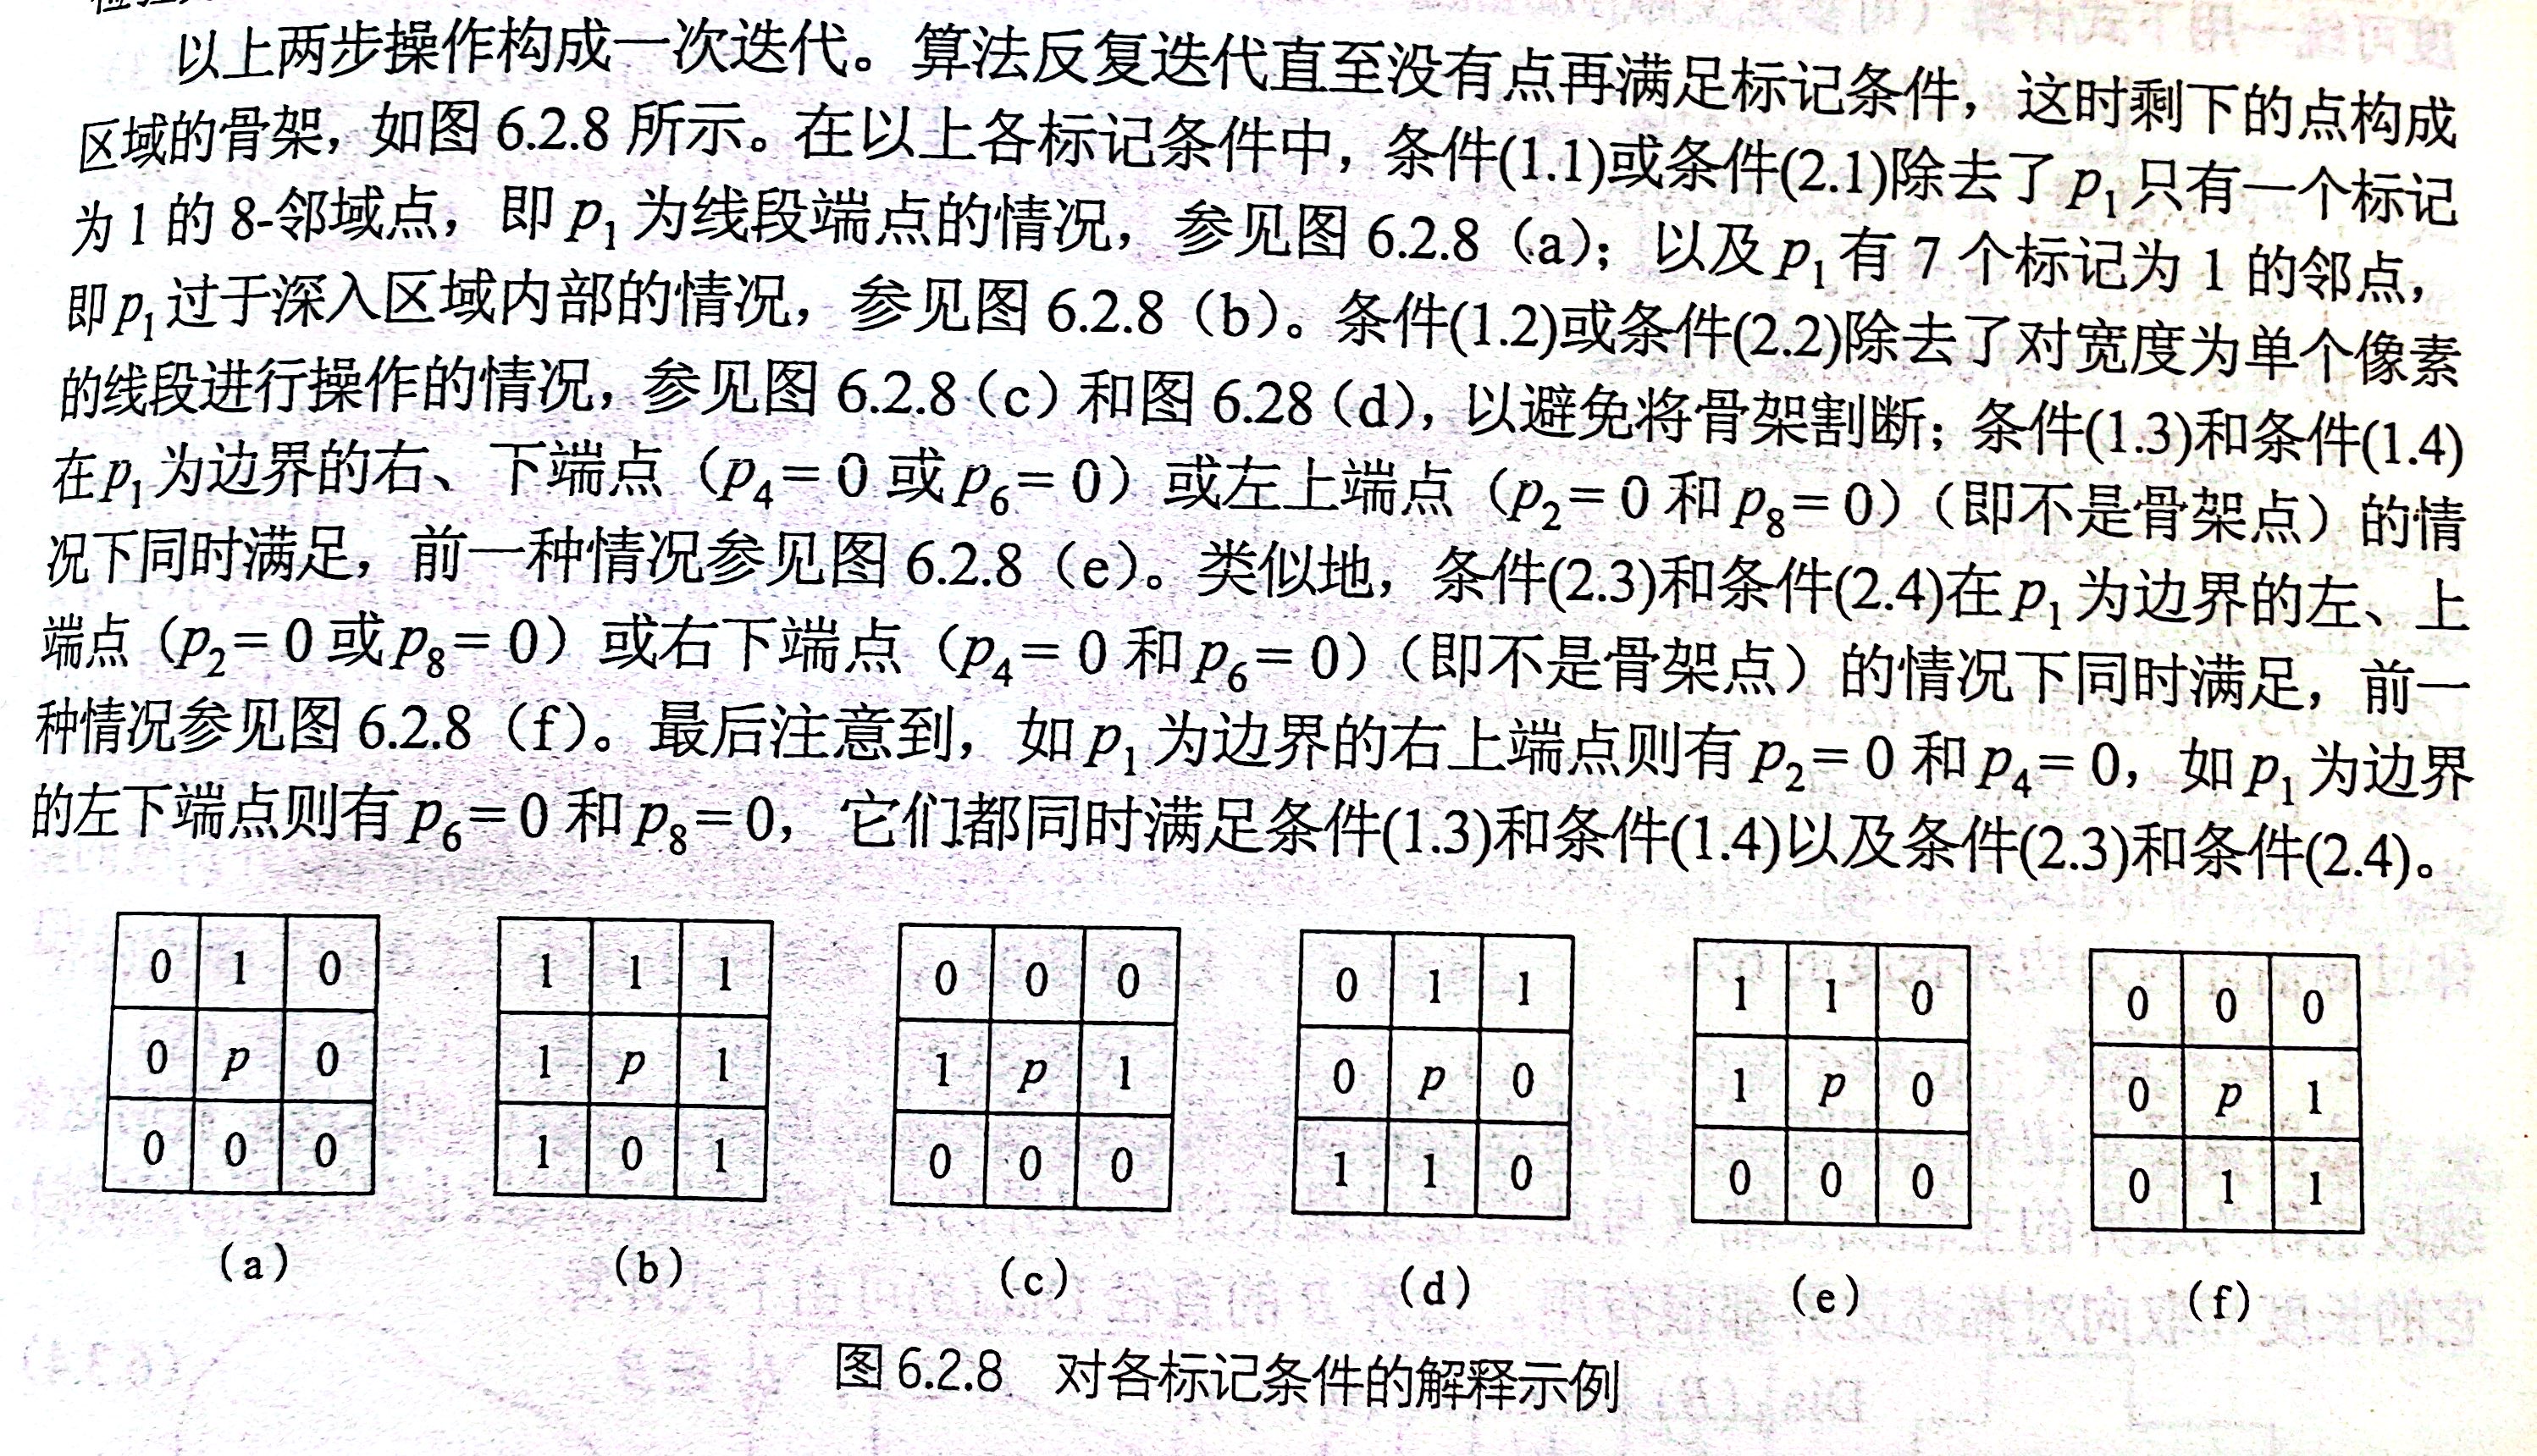 以上两步操作构成一次迭代。算法反复迭代直至没有点再满足标记条件，这时剩下的点构成
区域的骨架，如图 6.2.8 所示。在以上各标记条件中，条件(1.1)或条件(2.1)除去了 p₁ 只有一个标记
为 1 的 8-邻域点，即 p₁ 为线段端点的情况，参见图 6.2.8（a）；以及 p₁ 有 7 个标记为 1 的邻点，
即 p₁ 过于深入区域内部的情况，参见图 6.2.8（b）。条件(1.2)或条件(2.2)除去了对宽度为单个像素
的线段进行操作的情况，参见图 6.2.8（c）和图 6.28（d），以避免将骨架割断；条件(1.3)和条件(1.4)
在 p₁ 为边界的右、下端点（p₄ = 0 或 p₆ = 0）或左上端点（p₂ = 0 和 p₈ = 0）（即不是骨架点）的情
况下同时满足，前一种情况参见图 6.2.8（e）。类似地，条件(2.3)和条件(2.4)在 p₁ 为边界的左、上
端点（p₂ = 0 或 p₈ = 0）或右下端点（p₄ = 0 和 p₆ = 0）（即不是骨架点）的情况下同时满足，前一
种情况参见图 6.2.8（f）。最后注意到，如 p₁ 为边界的右上端点则有 p₂ = 0 和 p₄ = 0，如 p₁ 为边界
的左下端点则有 p₆ = 0 和 p₈ = 0，它们都同时满足条件(1.3)和条件(1.4)以及条件(2.3)和条件(2.4)。
0 1 0
0 p 0
0 0 0
(a)
1 1 1
1 p 1
1 0 1
(b)
0 0 0
1 p 1
0 0 0
(c)
0 1 1
0 p 0
1 1 0
(d)
1 1 0
1 p 0
0 0 0
(e)
0 0 0
0 p 1
0 1 1
(f)
图 6.2.8 对各标记条件的解释示例